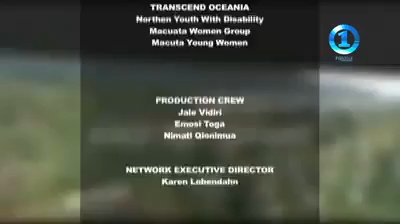 TRANSCEND OCEANIA
Northen Youth With Disability
Macuata Women Group
Macuta Young Women
PRODUCTION CREW
Jale Vidiri
Emosi Toga
Nimati Qionimua
NETWORK EXECUTIVE DIRECTOR
Karen Lobendahn
1